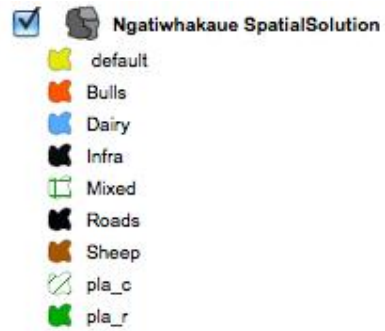 Ngatiwhakaue SpatialSolution
default
Bulls
Dairy
Infra
Mixed
Roads
Sheep
pla_c
pla_r